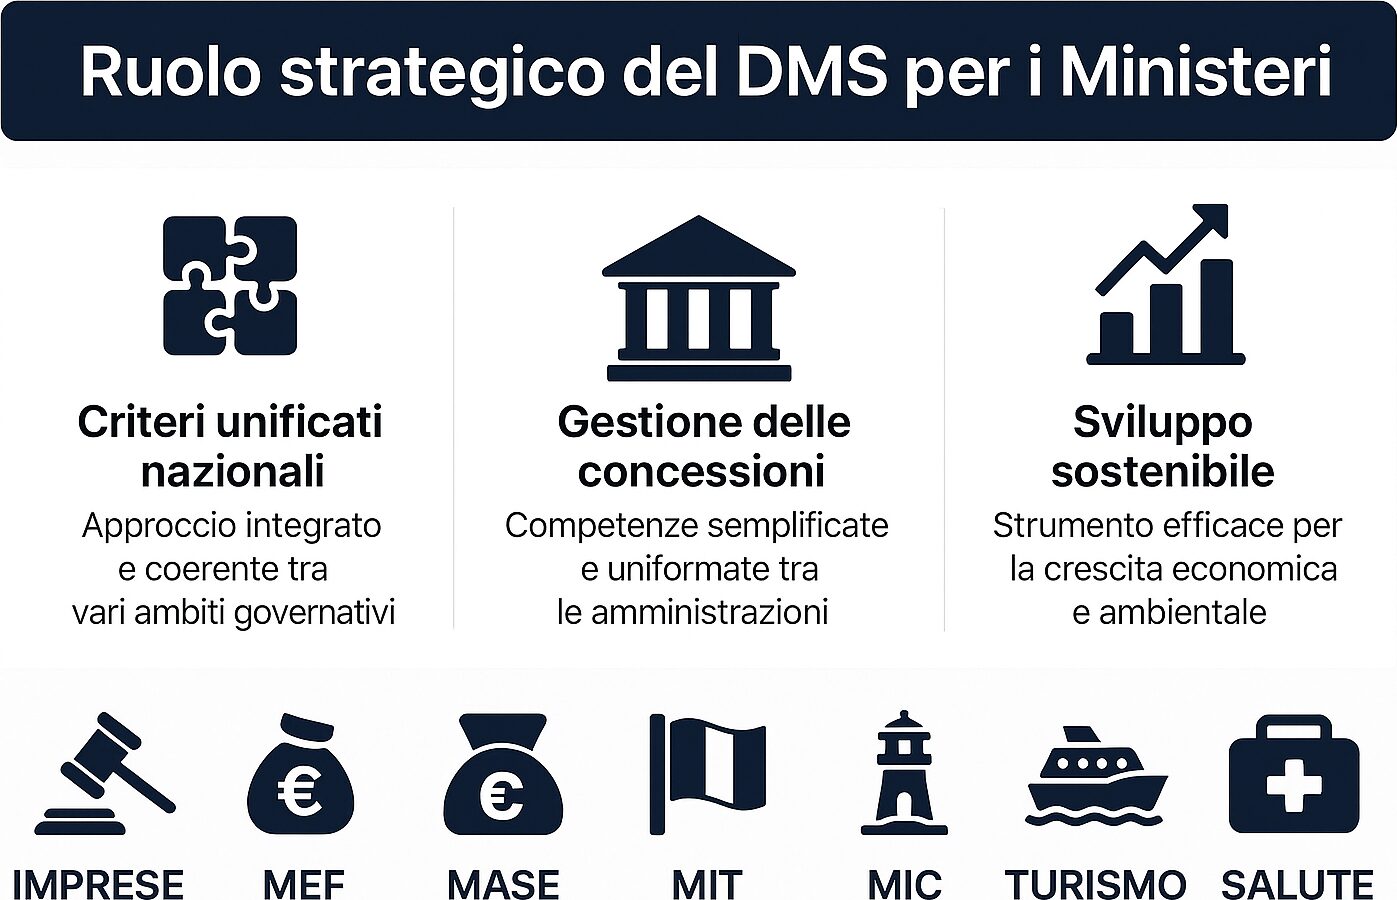 Ruolo strategico del DMS per i Ministeri
Criteri unificati
nazionali
Approccio integrato
e coerente tra
vari ambiti governativi
Gestione delle
concessioni
Competenze semplificate
e uniformate tra
le amministrazioni
Sviluppo
sostenibile
Strumento efficace per
la crescita economica
e ambientale
€
€
IMPRESE
MEF
MASE
MIT
MIC
TURISMO
SALUTE